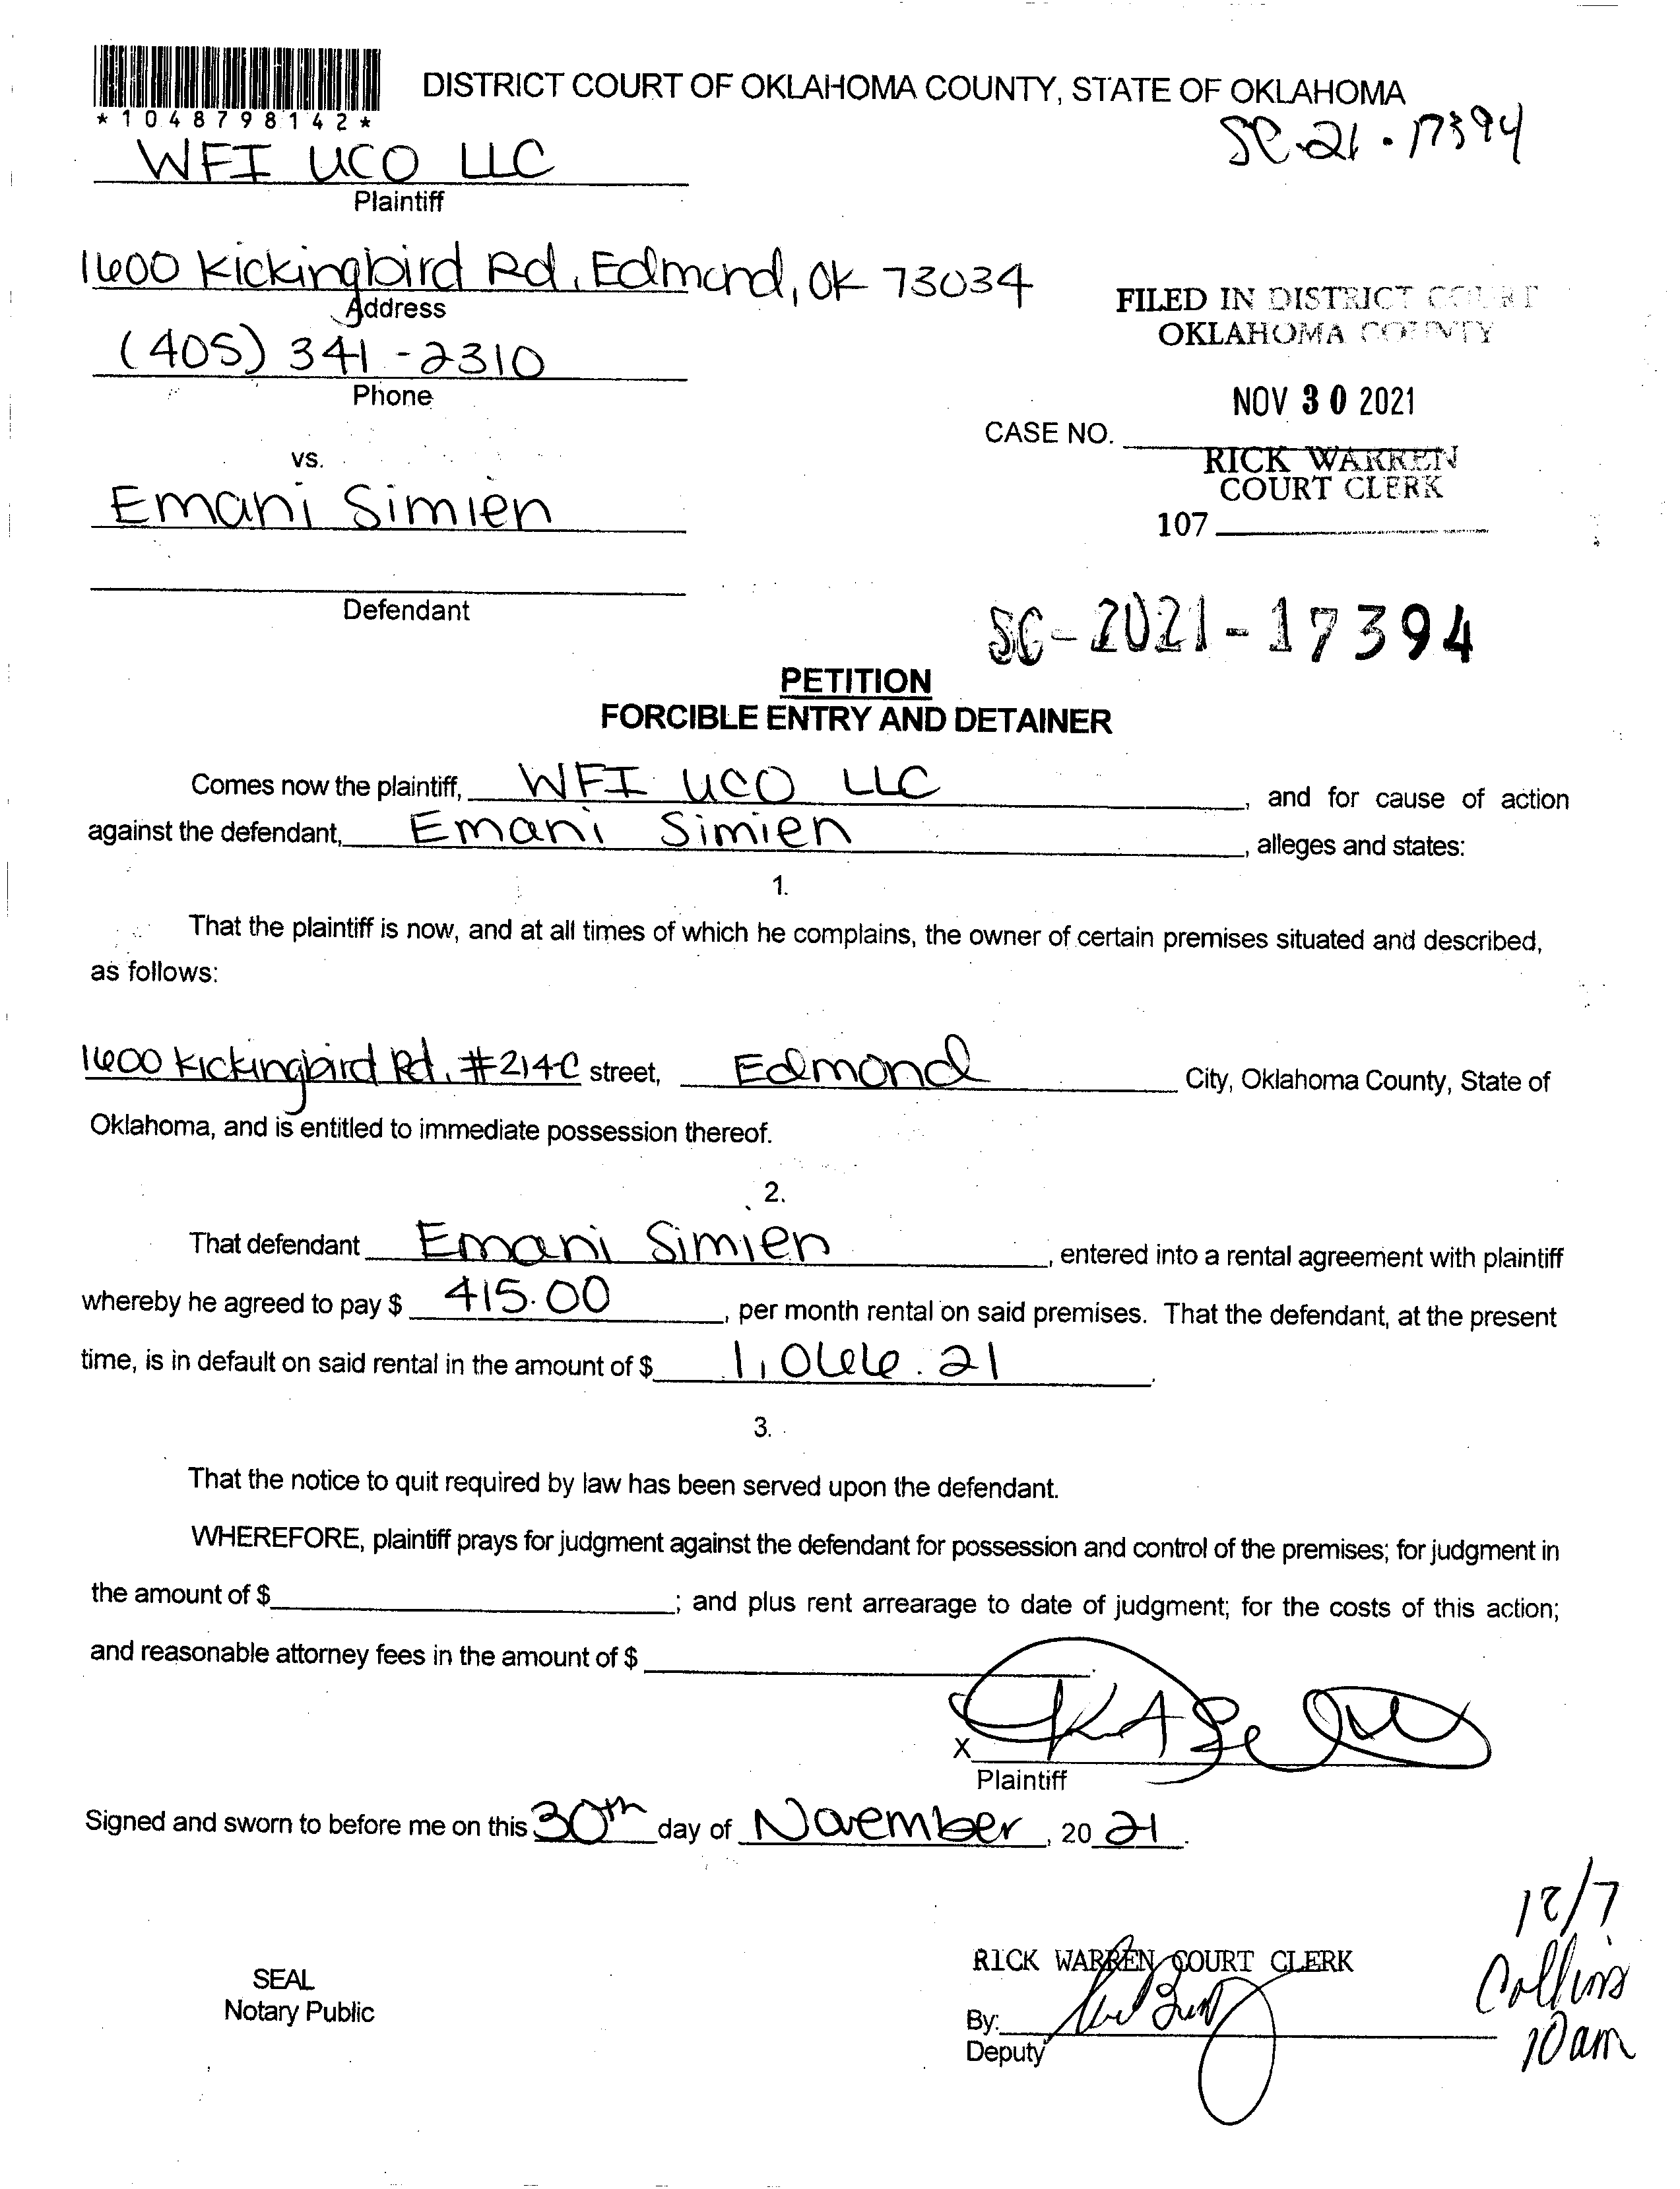 DISTRICT COURT OF OKLAHOMA COUNTY, STATE OF OKLAHOMA
*1048798142*
SC-21-17394
WFI UCO LLC
Plaintiff
1600 Kickingbird Rd, Edmond, OK 73034
Address
FILED IN DISTRICT COURT
OKLAHOMA COUNTY
(405) 341-2310
Phone
NOV 30 2021
CASE NO.
vs.
RICK WARREN
COURT CLERK
Emani Simien
107
Defendant
SC-2021-17394
PETITION
FORCIBLE ENTRY AND DETAINER
Comes now the plaintiff, WFI UCO LLC, and for cause of action
against the defendant, Emani Simien, alleges and states:
1.
That the plaintiff is now, and at all times of which he complains, the owner of certain premises situated and described,
as follows:
1600 Kickingbird Rd. #214C street, Edmond City, Oklahoma County, State of
Oklahoma, and is entitled to immediate possession thereof.
2.
That defendant Emani Simien, entered into a rental agreement with plaintiff
whereby he agreed to pay $ 415.00, per month rental on said premises. That the defendant, at the present
time, is in default on said rental in the amount of $ 1,066.21.
3.
That the notice to quit required by law has been served upon the defendant.
WHEREFORE, plaintiff prays for judgment against the defendant for possession and control of the premises; for judgment in
the amount of $ ; and plus rent arrearage to date of judgment; for the costs of this action;
and reasonable attorney fees in the amount of $ .
X
Plaintiff
Signed and sworn to before me on this 30th day of November, 20 21.
12/7
Collins
10am
RICK WARREN COURT CLERK
SEAL
Notary Public
By:
Deputy